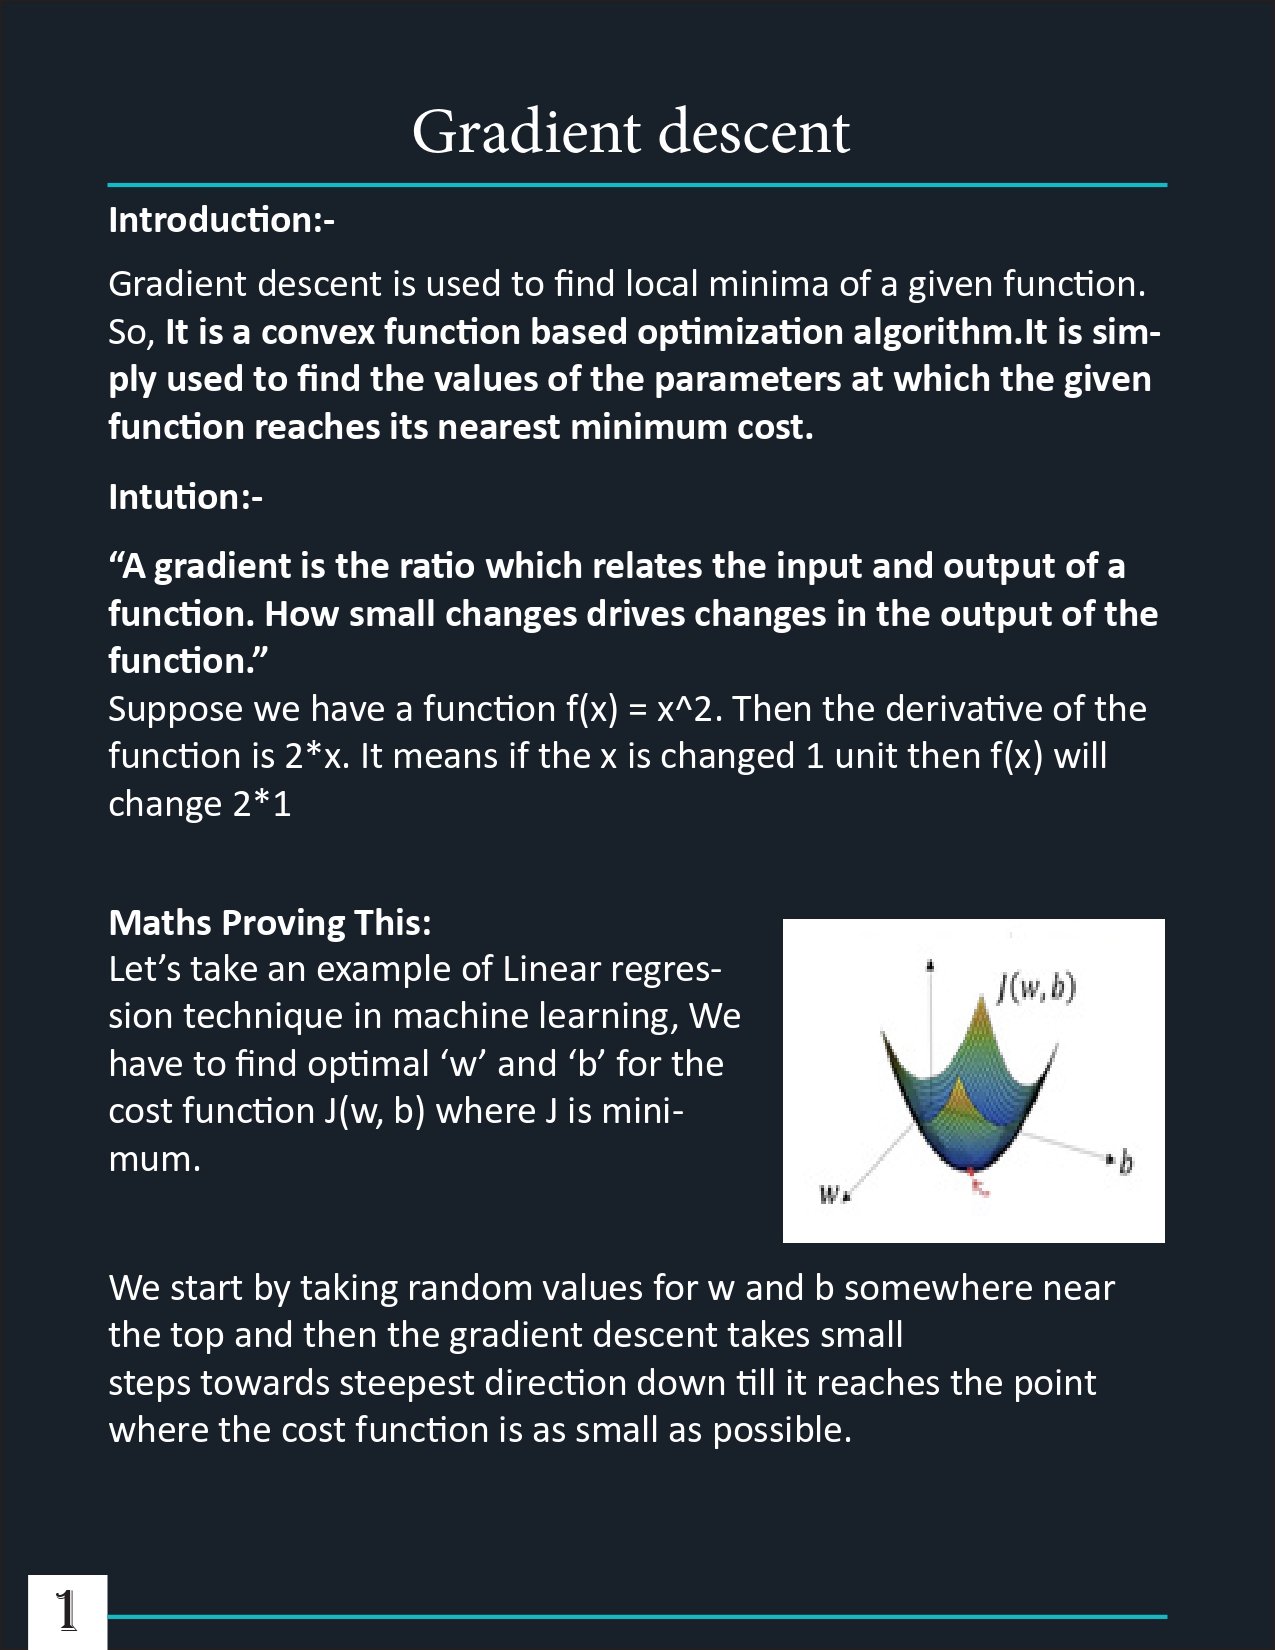 Gradient descent
Introduction:-
Gradient descent is used to find local minima of a given function.
So, It is a convex function based optimization algorithm.It is sim-
ply used to find the values of the parameters at which the given
function reaches its nearest minimum cost.
Intution:-
“A gradient is the ratio which relates the input and output of a
function. How small changes drives changes in the output of the
function.”
Suppose we have a function f(x) = x^2. Then the derivative of the
function is 2*x. It means if the x is changed 1 unit then f(x) will
change 2*1
Maths Proving This:
Let’s take an example of Linear regres-
sion technique in machine learning, We
have to find optimal ‘w’ and ‘b’ for the
cost function J(w, b) where J is mini-
mum.
J(w, b)
b
w
We start by taking random values for w and b somewhere near
the top and then the gradient descent takes small
steps towards steepest direction down till it reaches the point
where the cost function is as small as possible.
1